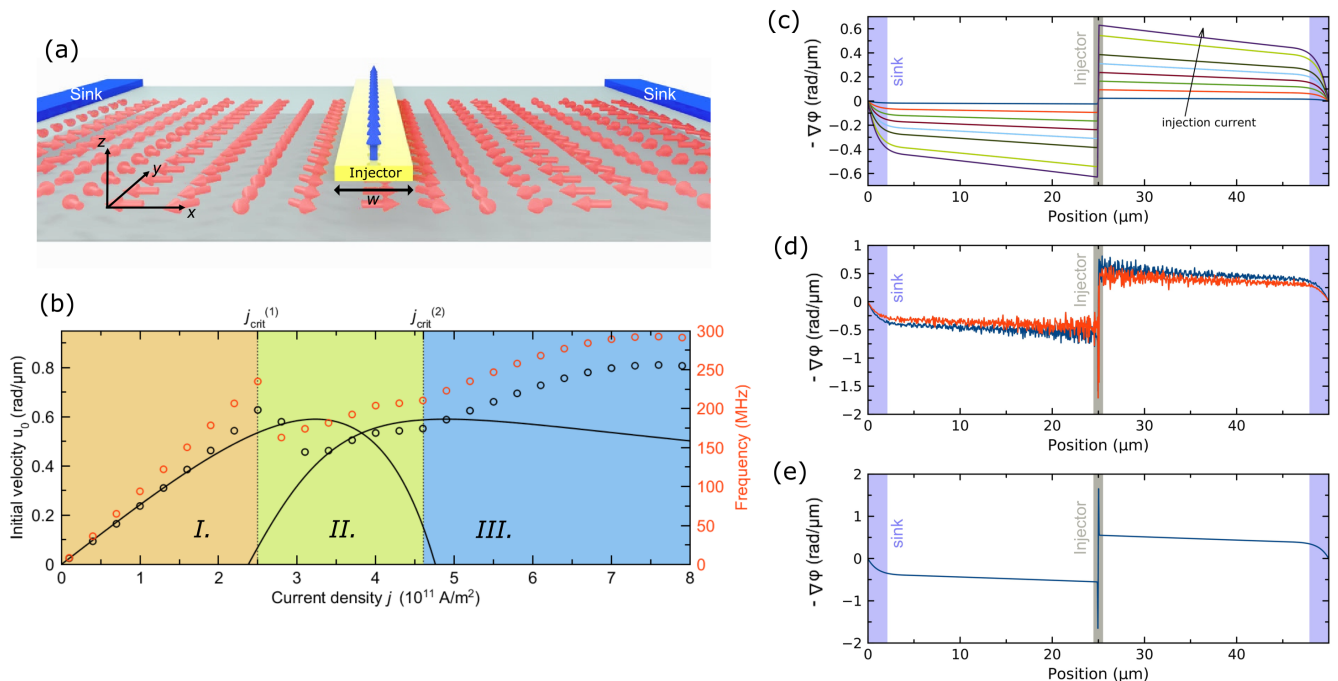 (a)
Sink
Sink
z
y
x
Injector
w
(b)
j_crit^(1)
j_crit^(2)
Initial velocity u_0 (rad/μm)
0.8
0.6
0.4
0.2
0
I.
II.
III.
300
250
200
150
100
50
0
Frequency (MHz)
0 1 2 3 4 5 6 7 8
Current density j (10^11 A/m^2)
(c)
- ∇φ (rad/μm)
0.6
0.4
0.2
0
-0.2
-0.4
-0.6
sink
Injector
injection current
0 10 20 30 40
Position (μm)
(d)
- ∇φ (rad/μm)
1
0.5
0
-0.5
-1
-1.5
-2
sink
Injector
0 10 20 30 40
Position (μm)
(e)
- ∇φ (rad/μm)
2
1
0
-1
-2
sink
Injector
0 10 20 30 40
Position (μm)